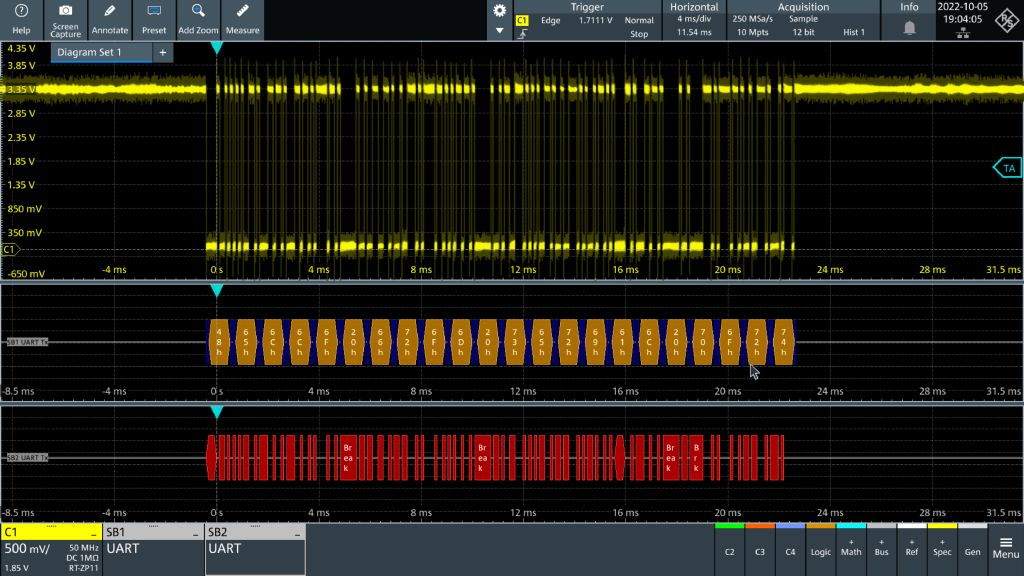 Help
Screen
Capture
Annotate
Preset
Add Zoom
Measure
Trigger
C1 Edge 1.7111 V Normal
Stop
Horizontal
4 ms/div
11.54 ms
Acquisition
250 MSa/s Sample
10 Mpts 12 bit Hist 1
Info
2022-10-05
19:04:05
4.35 V
Diagram Set 1 +
3.85 V
3.35 V
2.85 V
2.35 V
1.85 V
TA
1.35 V
850 mV
350 mV
C1
-650 mV
-4 ms 0 s 4 ms 8 ms 12 ms 16 ms 20 ms 24 ms 28 ms 31.5 ms
SB1 UART Tx
48h 65h 6Ch 6Ch 6Fh 20h 66h 72h 6Fh 6Dh 20h 73h 65h 72h 69h 61h 6Ch 20h 70h 6Fh 72h 74h
-8.5 ms -4 ms 0 s 4 ms 8 ms 12 ms 16 ms 20 ms 24 ms 28 ms 31.5 ms
SB2 UART Tx
Break Break Break Brk
-8.5 ms -4 ms 0 s 4 ms 8 ms 12 ms 16 ms 20 ms 24 ms 28 ms 31.5 ms
C1
500 mV/
50 MHz
DC 1MΩ
1.85 V
RT-ZP11
SB1
UART
SB2
UART
C2
C3
C4
Logic
+
Math
+
Bus
+
Ref
+
Spec
Gen
Menu